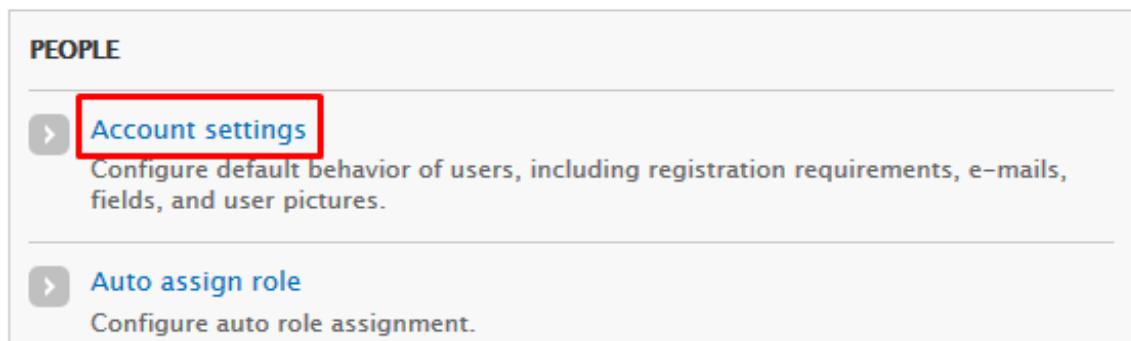 PEOPLE
Account settings
Configure default behavior of users, including registration requirements, e-mails,
fields, and user pictures.
Auto assign role
Configure auto role assignment.